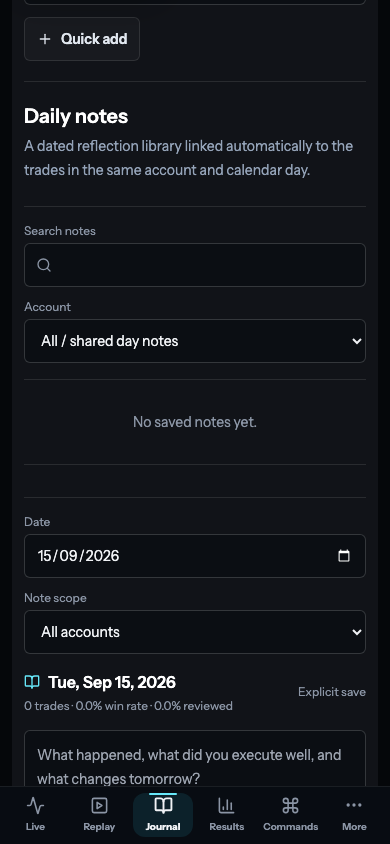 Quick add
Daily notes
A dated reflection library linked automatically to the
trades in the same account and calendar day.
Search notes
Account
All / shared day notes
No saved notes yet.
Date
15/09/2026
Note scope
All accounts
Tue, Sep 15, 2026
0 trades · 0.0% win rate · 0.0% reviewed
Explicit save
What happened, what did you execute well, and
what changes tomorrow?
Live
Replay
Journal
Results
Commands
More